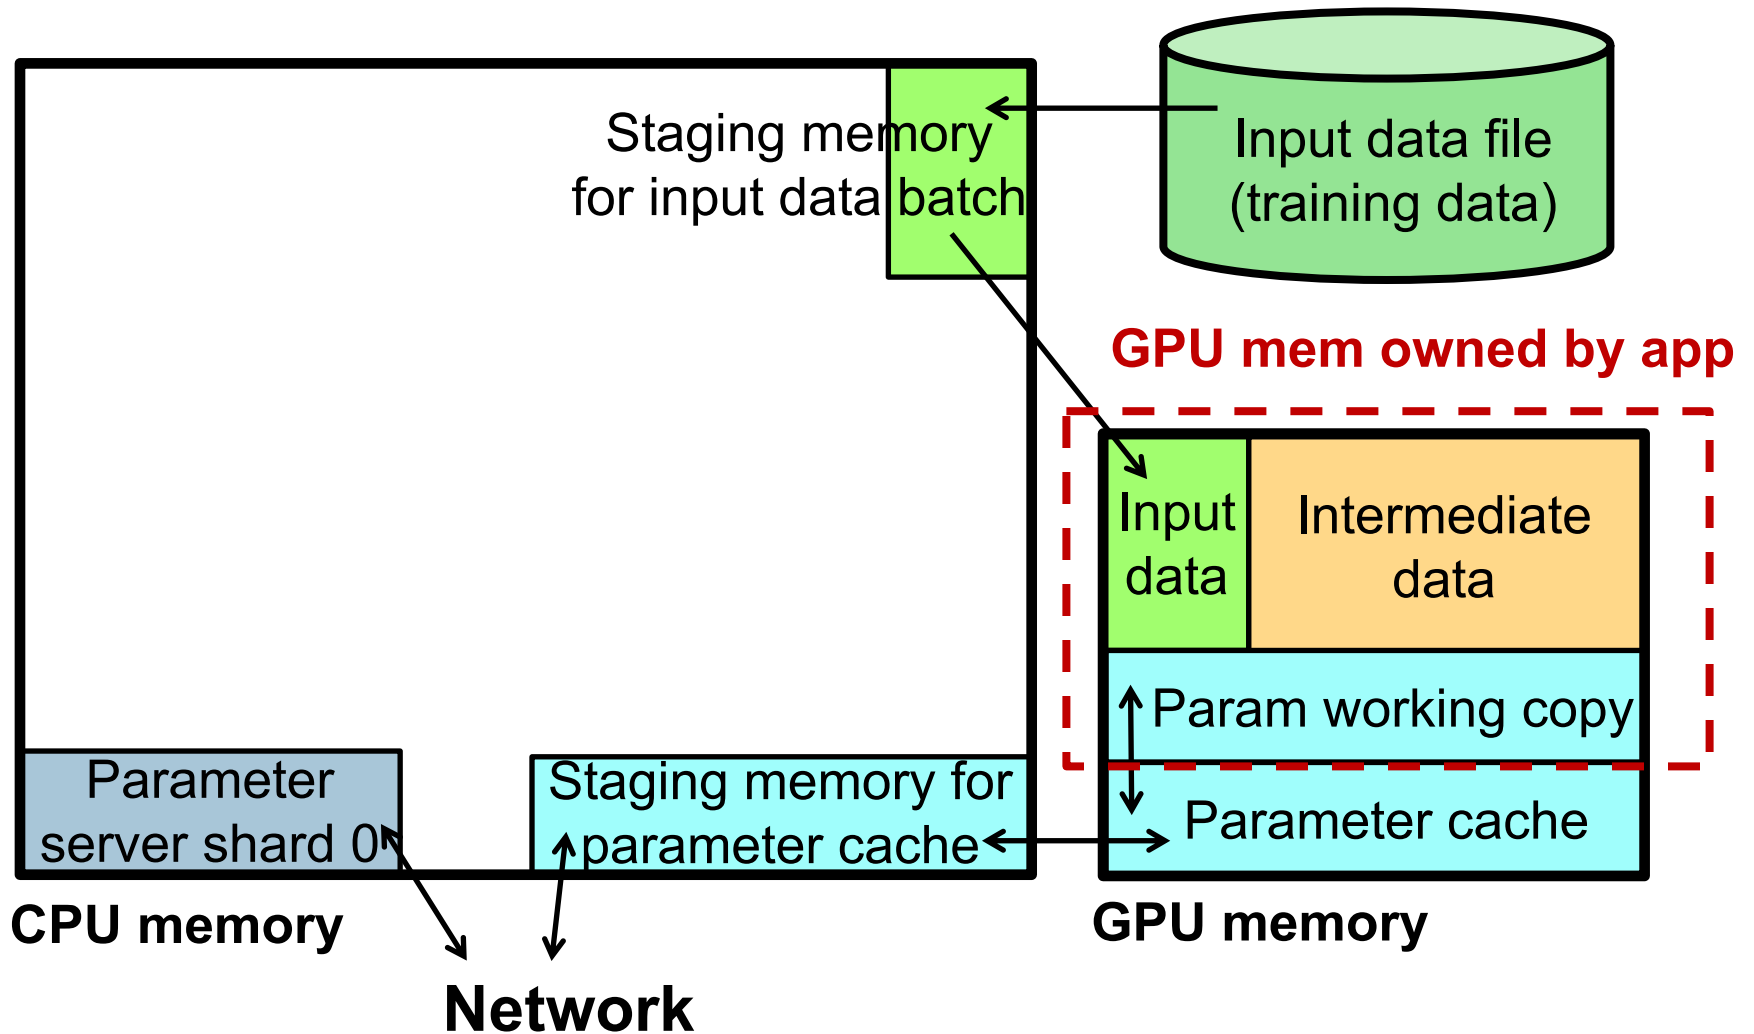 Staging memory
for input data batch
Input data file
(training data)
GPU mem owned by app
Input
data
Intermediate
data
Param working copy
Parameter cache
Parameter
server shard 0
Staging memory for
parameter cache
CPU memory
GPU memory
Network